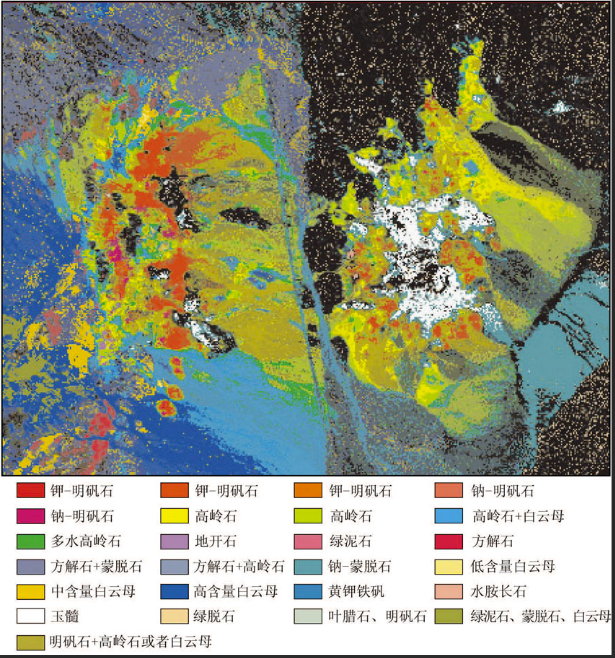 钾-明矾石 钾-明矾石 钾-明矾石 钠-明矾石
钠-明矾石 高岭石 高岭石 高岭石+白云母
多水高岭石 地开石 绿泥石 方解石
方解石+蒙脱石 方解石+高岭石 钠-蒙脱石 低含量白云母
中含量白云母 高含量白云母 黄钾铁矾 水胺长石
玉髓 绿脱石 叶腊石、明矾石 绿泥石、蒙脱石、白云母
明矾石+高岭石或者白云母